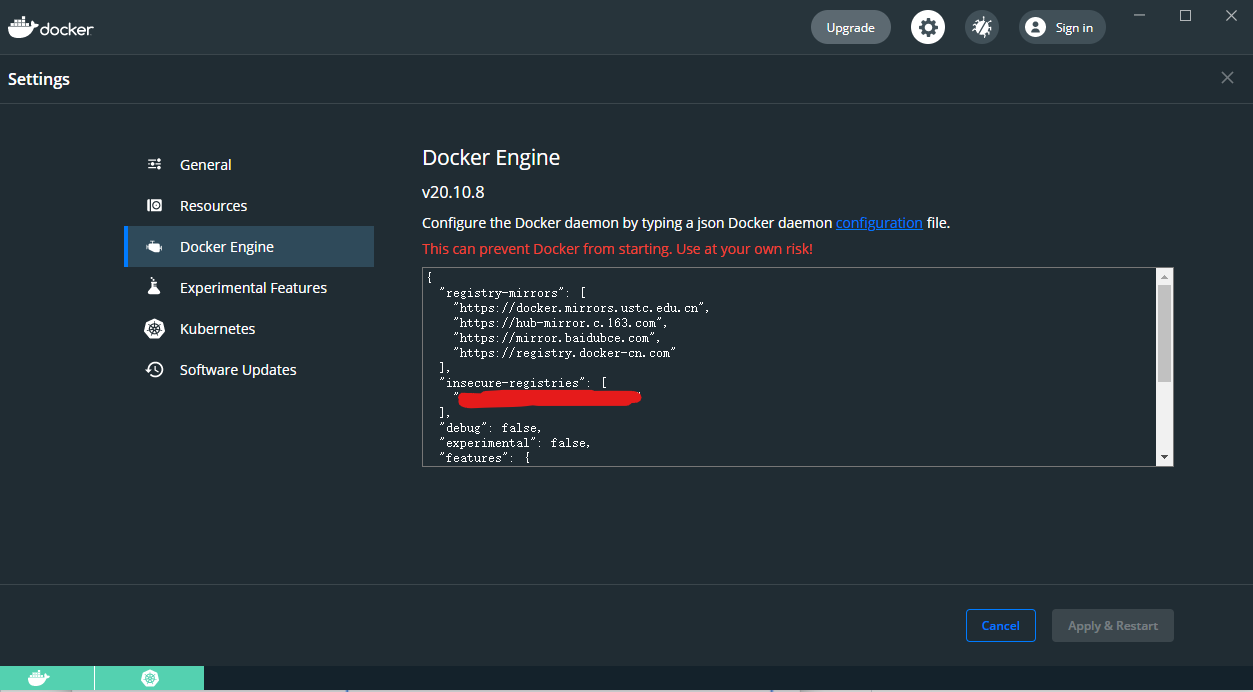 docker
Upgrade
Sign in
Settings
General
Resources
Docker Engine
Experimental Features
Kubernetes
Software Updates
Docker Engine
v20.10.8
Configure the Docker daemon by typing a json Docker daemon configuration file.
This can prevent Docker from starting. Use at your own risk!
{
"registry-mirrors": [
"https://docker.mirrors.ustc.edu.cn",
"https://hub-mirror.c.163.com",
"https://mirror.baidubce.com",
"https://registry.docker-cn.com"
],
"insecure-registries": [
"
],
"debug": false,
"experimental": false,
"features": {
Cancel
Apply & Restart